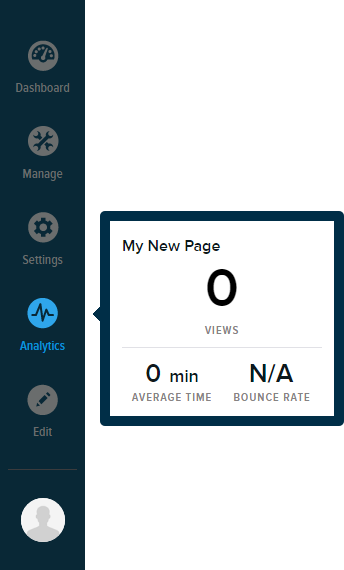 Dashboard
Manage
Settings
Analytics
Edit
My New Page
0
VIEWS
0 min
AVERAGE TIME
N/A
BOUNCE RATE